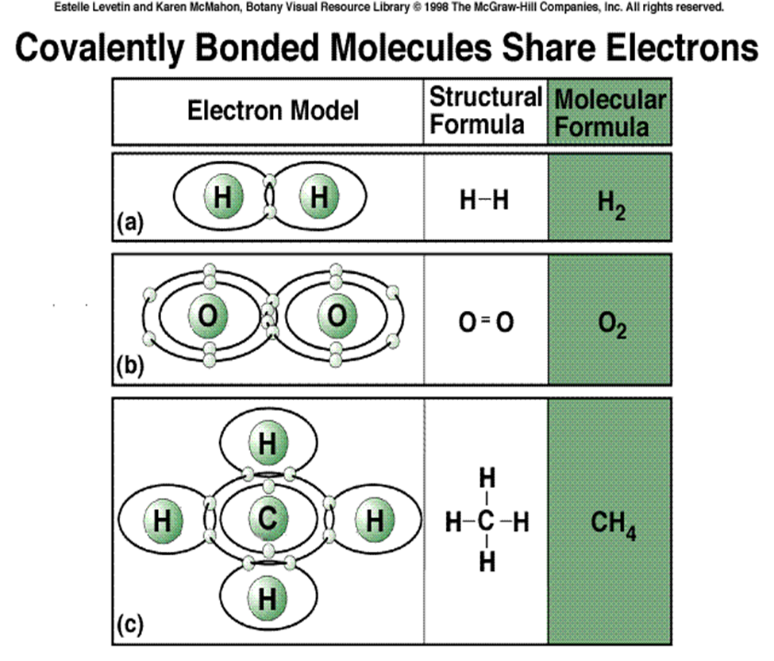 Estelle Levetin and Karen McMahon, Botany Visual Resource Library © 1998 The McGraw-Hill Companies, Inc. All rights reserved.
Covalently Bonded Molecules Share Electrons
Electron Model
Structural Formula
Molecular Formula
(a)
H H
H–H
H₂
(b)
O O
O=O
O₂
(c)
H
H C H
H
H
H–C–H
H
CH₄